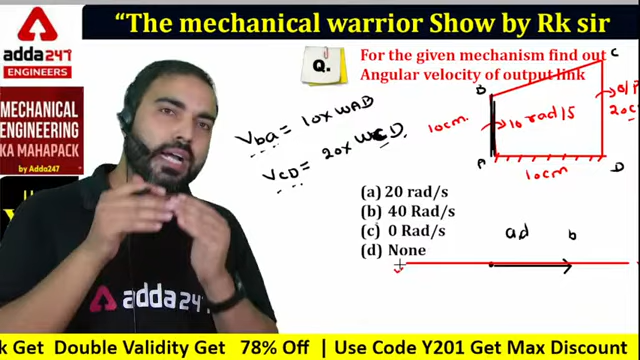 “The mechanical warrior Show by RK sir
adda247
ENGINEERS
MECHANICAL
ENGINEERING
KA MAHAPACK
by Adda247
Q.
For the given mechanism find out
Angular velocity of output link
Vba = 10 x WAB
VCD = 20 x WCD.
B
C
A
D
10cm.
10 rad/s
O/P
20c
10cm
(a) 20 rad/s
(b) 40 Rad/s
(c) 0 Rad/s
(d) None
ad
b
adda247
k Get Double Validity Get 78% Off | Use Code Y201 Get Max Discount